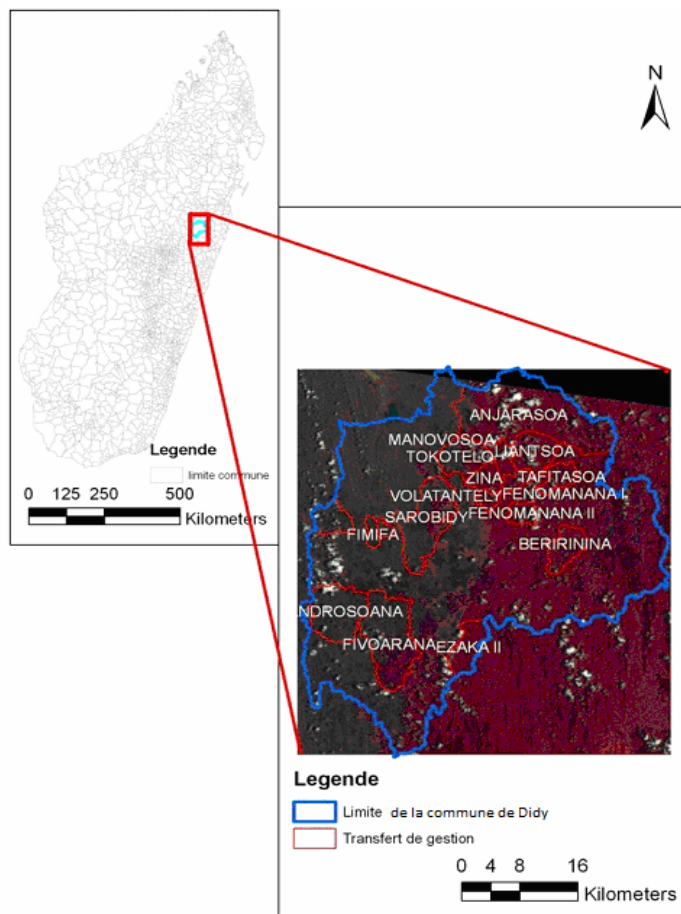 N
Legende
limite commune
0 125 250 500
Kilometers
ANJARASOA
MANOVOSOA
TOKOTELO
LIANTSOA
ZINA
TAFITASOA
VOLATANTELY
FENOMANANA I
SAROBIDY
FENOMANANA II
FIMIFA
BERIRININA
NDROSOANA
FIVOARANA
EZAKA II
Legende
Limite de la commune de Didy
Transfert de gestion
0 4 8 16
Kilometers